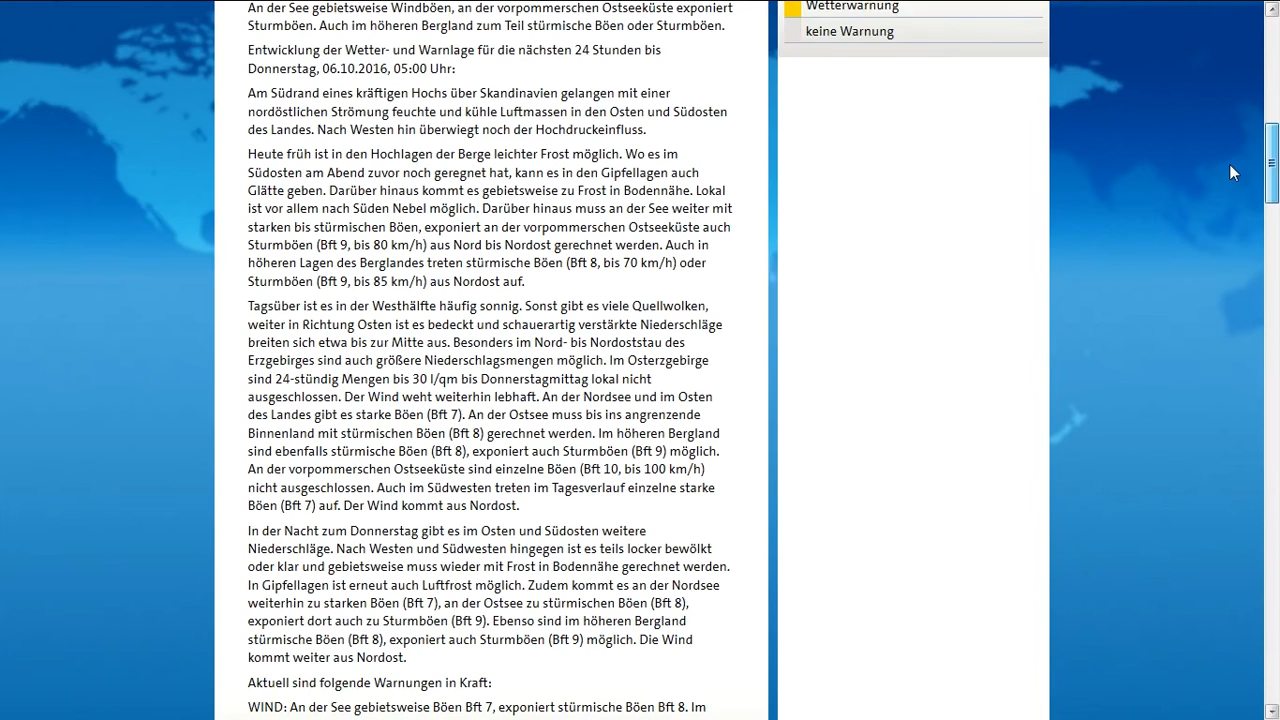 An der See gebietsweise Windböen, an der vorpommerschen Ostseeküste exponiert
Sturmböen. Auch im höheren Bergland zum Teil stürmische Böen oder Sturmböen.
Entwicklung der Wetter- und Warnlage für die nächsten 24 Stunden bis
Donnerstag, 06.10.2016, 05:00 Uhr:
Am Südrand eines kräftigen Hochs über Skandinavien gelangen mit einer
nordöstlichen Strömung feuchte und kühle Luftmassen in den Osten und Südosten
des Landes. Nach Westen hin überwiegt noch der Hochdruckeinfluss.
Heute früh ist in den Hochlagen der Berge leichter Frost möglich. Wo es im
Südosten am Abend zuvor noch geregnet hat, kann es in den Gipfellagen auch
Glätte geben. Darüber hinaus kommt es gebietsweise zu Frost in Bodennähe. Lokal
ist vor allem nach Süden Nebel möglich. Darüber hinaus muss an der See weiter mit
starken bis stürmischen Böen, exponiert an der vorpommerschen Ostseeküste auch
Sturmböen (Bft 9, bis 80 km/h) aus Nord bis Nordost gerechnet werden. Auch in
höheren Lagen des Berglandes treten stürmische Böen (Bft 8, bis 70 km/h) oder
Sturmböen (Bft 9, bis 85 km/h) aus Nordost auf.
Tagsüber ist es in der Westhälfte häufig sonnig. Sonst gibt es viele Quellwolken,
weiter in Richtung Osten ist es bedeckt und schauerartig verstärkte Niederschläge
breiten sich etwa bis zur Mitte aus. Besonders im Nord- bis Nordoststau des
Erzgebirges sind auch größere Niederschlagsmengen möglich. Im Osterzgebirge
sind 24-stündig Mengen bis 30 l/qm bis Donnerstagmittag lokal nicht
ausgeschlossen. Der Wind weht weiterhin lebhaft. An der Nordsee und im Osten
des Landes gibt es starke Böen (Bft 7). An der Ostsee muss bis ins angrenzende
Binnenland mit stürmischen Böen (Bft 8) gerechnet werden. Im höheren Bergland
sind ebenfalls stürmische Böen (Bft 8), exponiert auch Sturmböen (Bft 9) möglich.
An der vorpommerschen Ostseeküste sind einzelne Böen (Bft 10, bis 100 km/h)
nicht ausgeschlossen. Auch im Südwesten treten im Tagesverlauf einzelne starke
Böen (Bft 7) auf. Der Wind kommt aus Nordost.
In der Nacht zum Donnerstag gibt es im Osten und Südosten weitere
Niederschläge. Nach Westen und Südwesten hingegen ist es teils locker bewölkt
oder klar und gebietsweise muss wieder mit Frost in Bodennähe gerechnet werden.
In Gipfellagen ist erneut auch Luftfrost möglich. Zudem kommt es an der Nordsee
weiterhin zu starken Böen (Bft 7), an der Ostsee zu stürmischen Böen (Bft 8),
exponiert dort auch zu Sturmböen (Bft 9). Ebenso sind im höheren Bergland
stürmische Böen (Bft 8), exponiert auch Sturmböen (Bft 9) möglich. Die Wind
kommt weiter aus Nordost.
Aktuell sind folgende Warnungen in Kraft:
WIND: An der See gebietsweise Böen Bft 7, exponiert stürmische Böen Bft 8. Im
Wetterwarnung
keine Warnung